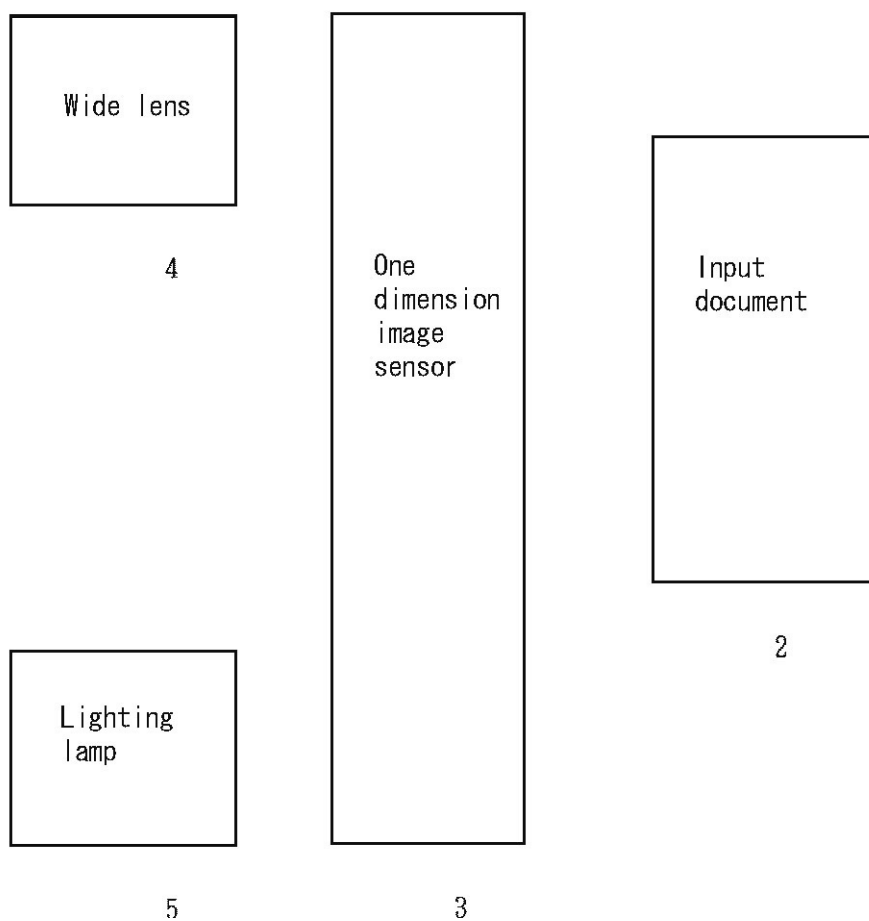 Wide lens
4
One
dimension
image
sensor
Input
document
2
Lighting
lamp
5
3